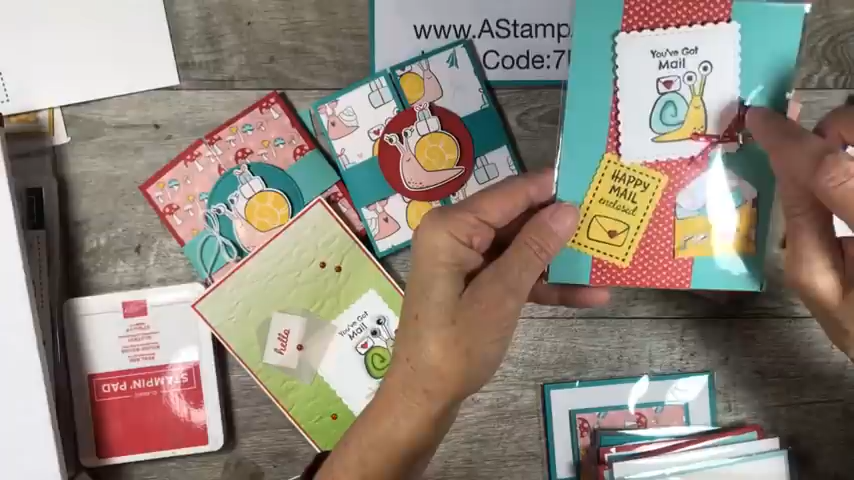 www.AStamp
Code:7
You've Got
Mail
HAPPY
MAIL
enclosed
You've Got
Mail
hello
STAMPIN' PAD